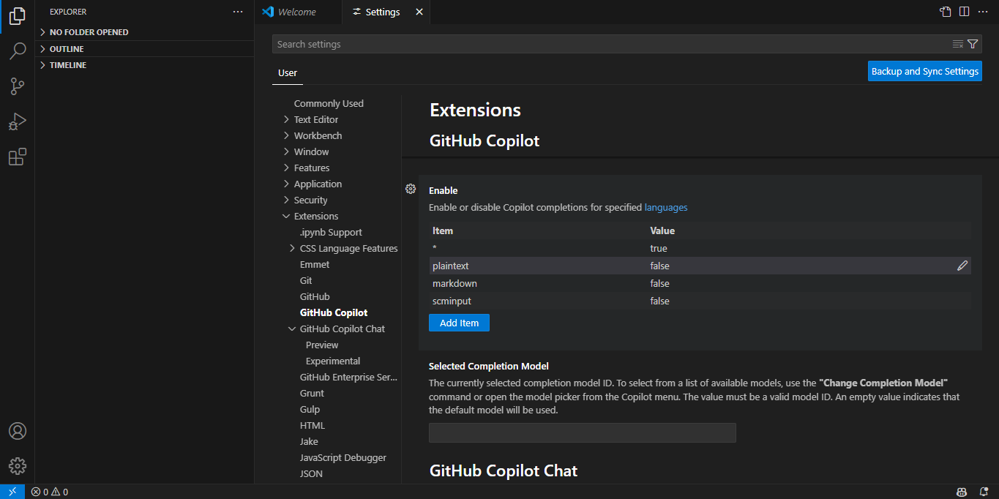 EXPLORER
NO FOLDER OPENED
OUTLINE
TIMELINE
Welcome
Settings
Search settings
User
Backup and Sync Settings
Commonly Used
Text Editor
Workbench
Window
Features
Application
Security
Extensions
.ipynb Support
CSS Language Features
Emmet
Git
GitHub
GitHub Copilot
GitHub Copilot Chat
Preview
Experimental
GitHub Enterprise Ser...
Grunt
Gulp
HTML
Jake
JavaScript Debugger
JSON
Extensions
GitHub Copilot
Enable
Enable or disable Copilot completions for specified languages
Item Value
* true
plaintext false
markdown false
scminput false
Add Item
Selected Completion Model
The currently selected completion model ID. To select from a list of available models, use the "Change Completion Model"
command or open the model picker from the Copilot menu. The value must be a valid model ID. An empty value indicates that
the default model will be used.
GitHub Copilot Chat
0 0